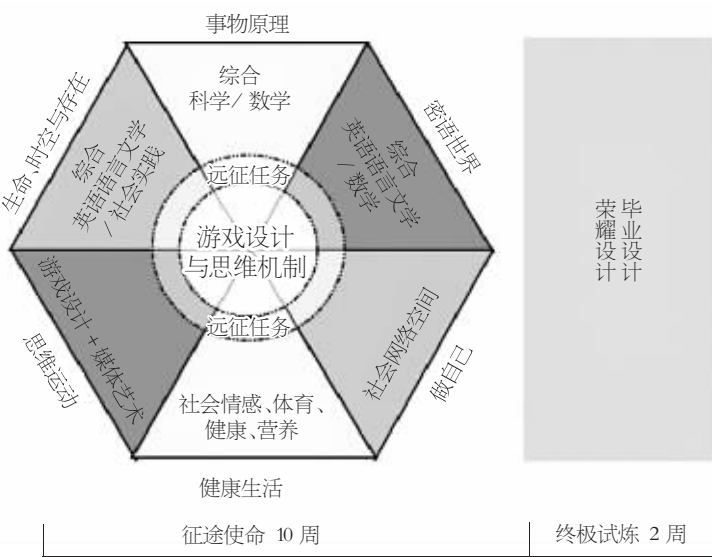 事物原理
综合
科学/ 数学
生命、时空与存在
综合
英语语言文学
/社会实践
密语世界
综合
英语语言文学
/ 数学
远征任务
游戏设计
与思维机制
远征任务
游戏设计 + 媒体艺术
思维运动
社会网络空间
做自己
社会情感、体育、
健康、营养
健康生活
毕业设计
荣耀设计
征途使命 10 周
终极试炼 2 周